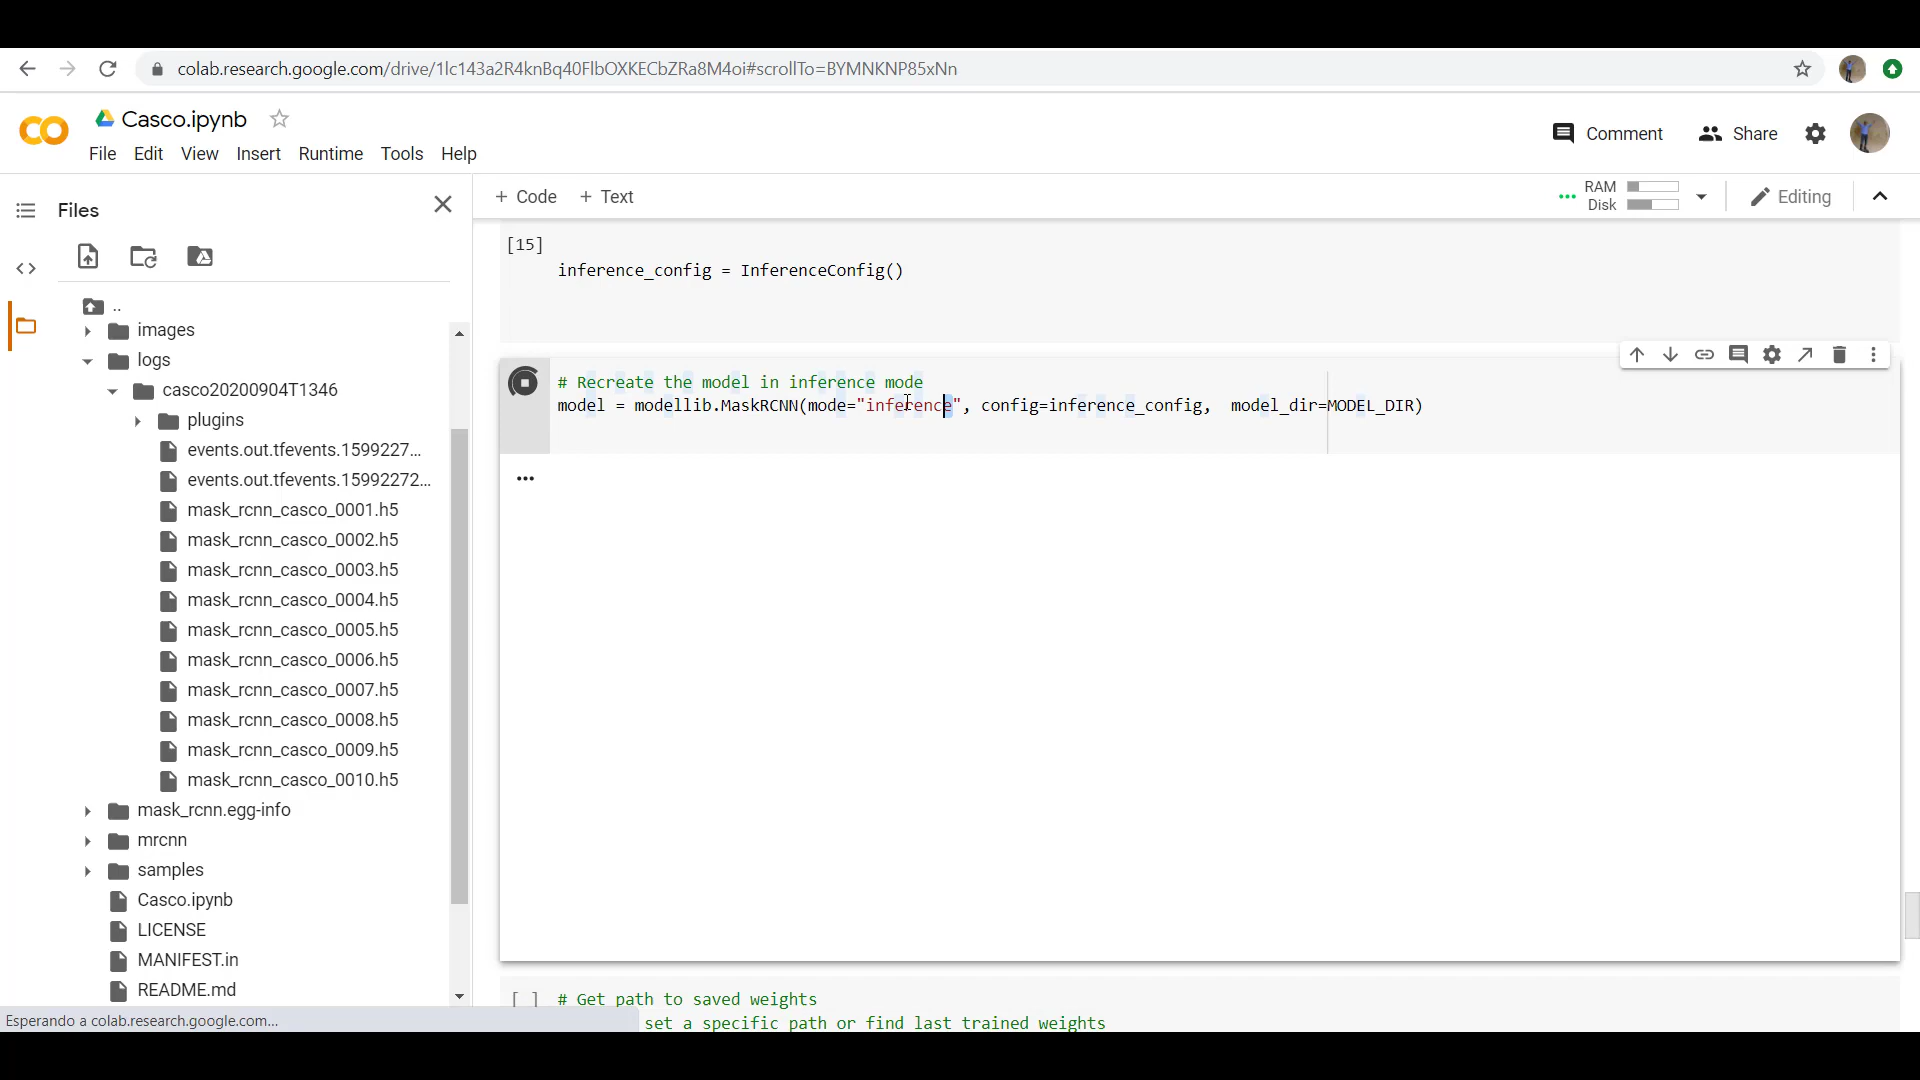 colab.research.google.com/drive/1lc143a2R4knBq40FlbOXKECbZRa8M4oi#scrollTo=BYMNKNP85xNn
Casco.ipynb
File Edit View Insert Runtime Tools Help
Comment
Share
Files
+ Code + Text
RAM
Disk
Editing
..
images
logs
casco20200904T1346
plugins
events.out.tfevents.1599227...
events.out.tfevents.15992272...
mask_rcnn_casco_0001.h5
mask_rcnn_casco_0002.h5
mask_rcnn_casco_0003.h5
mask_rcnn_casco_0004.h5
mask_rcnn_casco_0005.h5
mask_rcnn_casco_0006.h5
mask_rcnn_casco_0007.h5
mask_rcnn_casco_0008.h5
mask_rcnn_casco_0009.h5
mask_rcnn_casco_0010.h5
mask_rcnn.egg-info
mrcnn
samples
Casco.ipynb
LICENSE
MANIFEST.in
README.md
[15]
inference_config = InferenceConfig()
# Recreate the model in inference mode
model = modellib.MaskRCNN(mode="inference", config=inference_config, model_dir=MODEL_DIR)
...
[ ] # Get path to saved weights
set a specific path or find last trained weights
Esperando a colab.research.google.com...